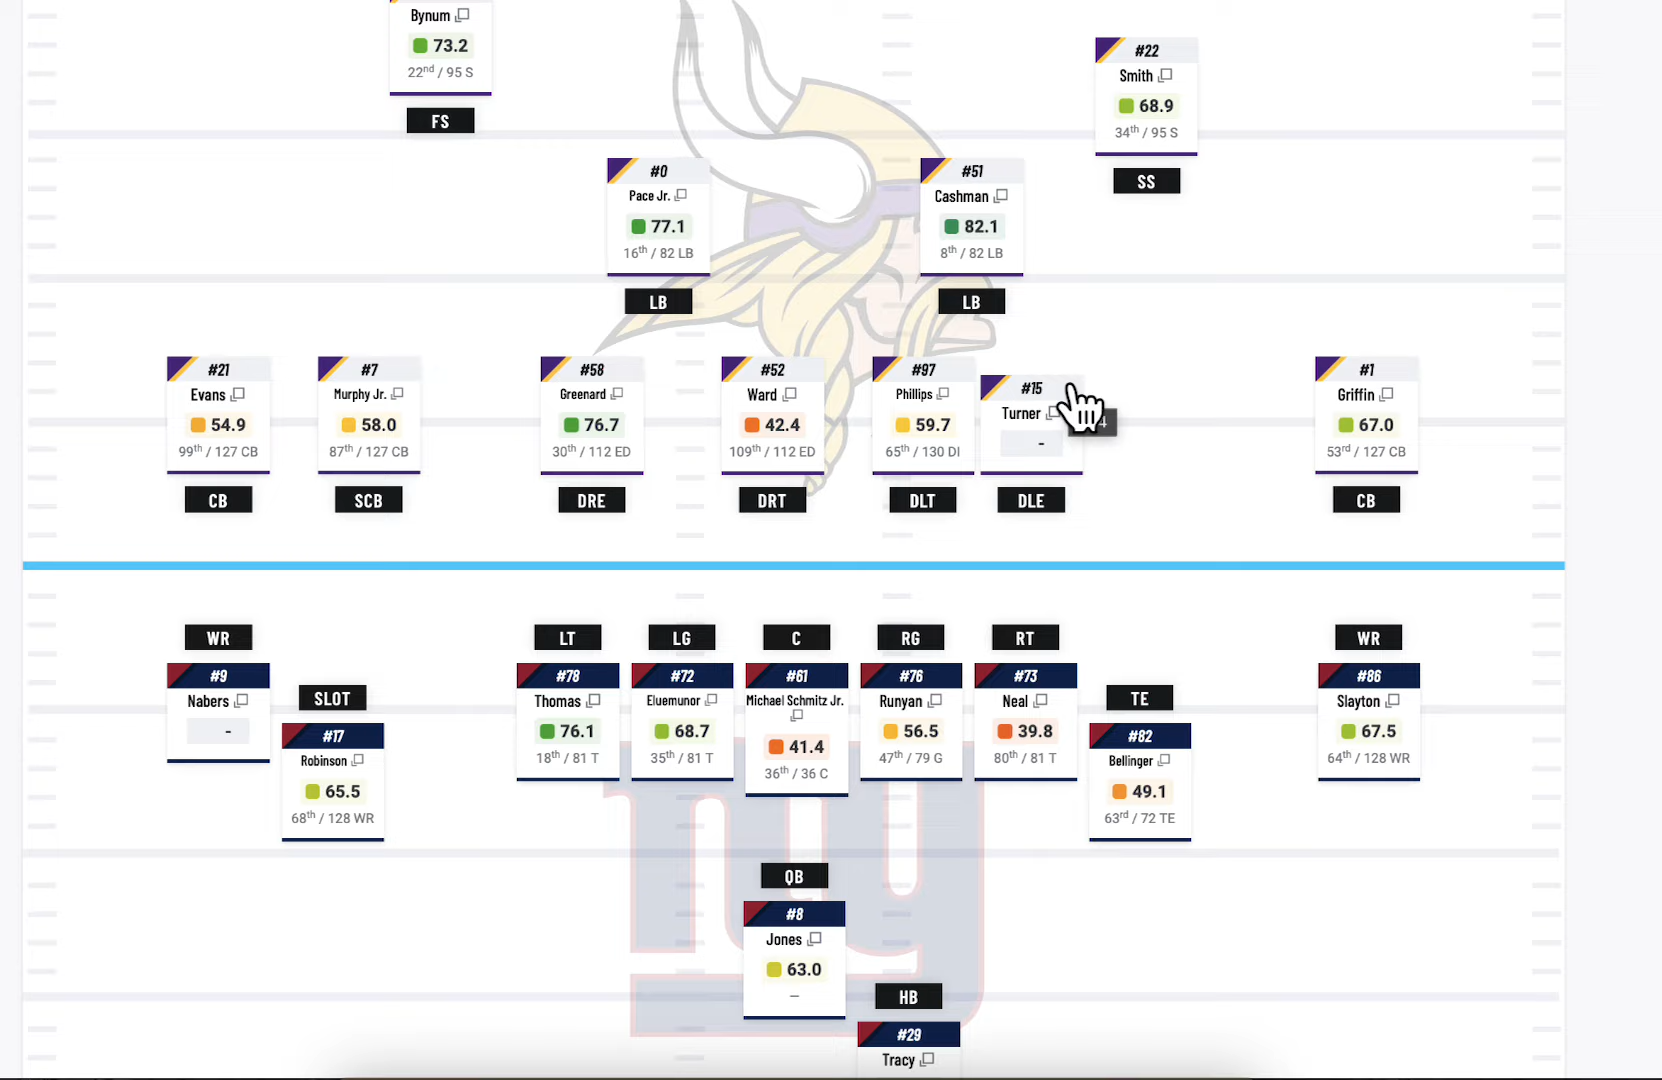 Bynum
73.2
22nd / 95 S
FS
#22
Smith
68.9
34th / 95 S
SS
#0
Pace Jr.
77.1
16th / 82 LB
LB
#51
Cashman
82.1
8th / 82 LB
LB
#21
Evans
54.9
99th / 127 CB
CB
#7
Murphy Jr.
58.0
87th / 127 CB
SCB
#58
Greenard
76.7
30th / 112 ED
DRE
#52
Ward
42.4
109th / 112 ED
DRT
#97
Phillips
59.7
65th / 130 DI
DLT
#15
Turner
-
DLE
#1
Griffin
67.0
53rd / 127 CB
CB
WR
#9
Nabers
-
SLOT
#17
Robinson
65.5
68th / 128 WR
LT
#78
Thomas
76.1
18th / 81 T
LG
#72
Eluemunor
68.7
35th / 81 T
C
#61
Michael Schmitz Jr.
41.4
36th / 36 C
RG
#76
Runyan
56.5
47th / 79 G
RT
#73
Neal
39.8
80th / 81 T
TE
#82
Bellinger
49.1
63rd / 72 TE
WR
#86
Slayton
67.5
64th / 128 WR
QB
#8
Jones
63.0
–
HB
#29
Tracy